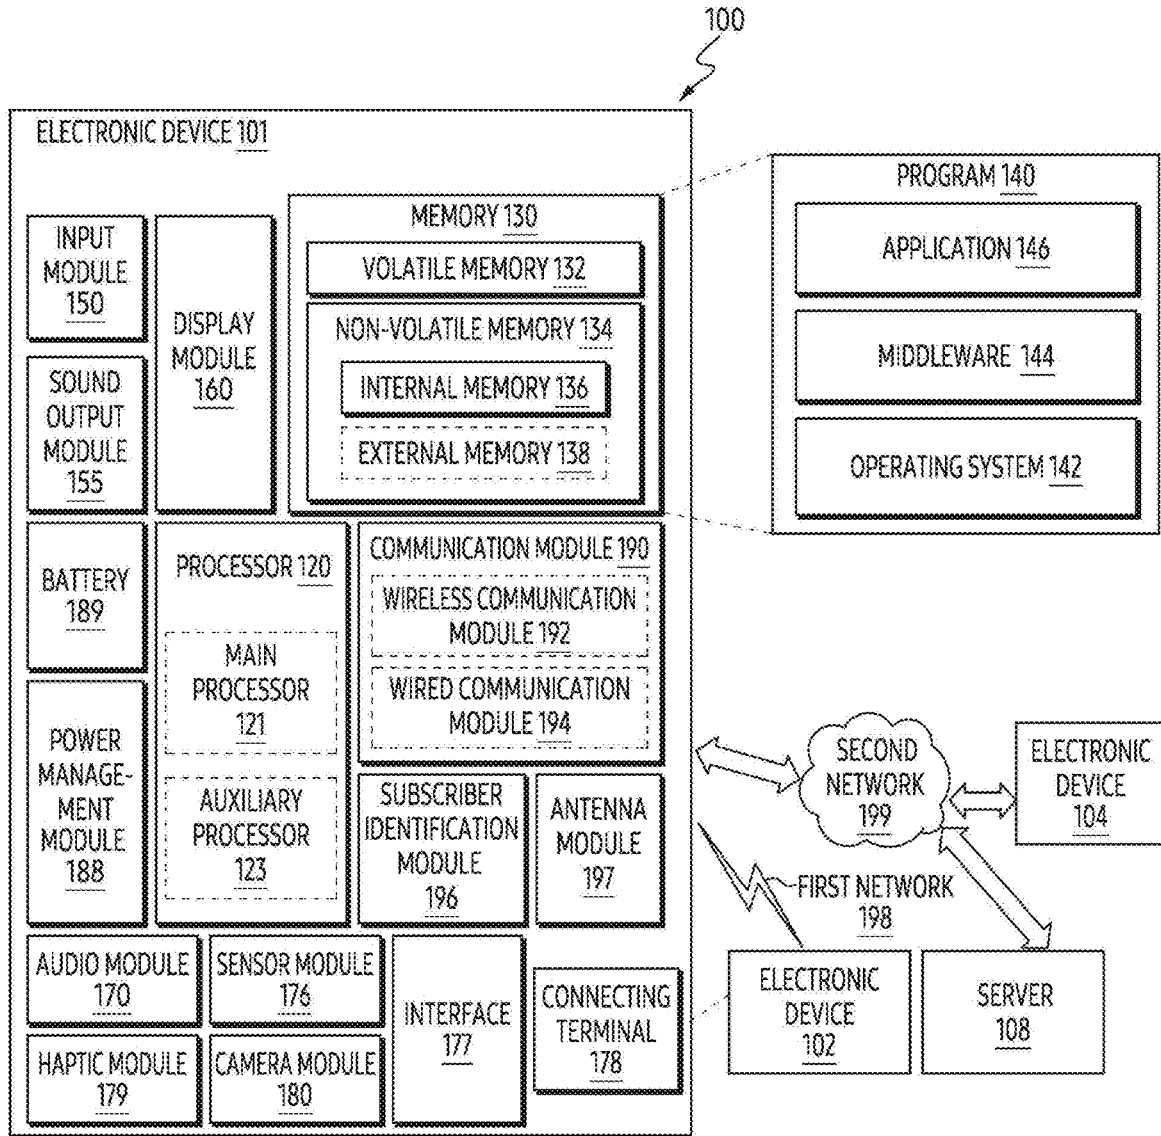 100
ELECTRONIC DEVICE 101
INPUT
MODULE
150
SOUND
OUTPUT
MODULE
155
DISPLAY
MODULE
160
MEMORY 130
VOLATILE MEMORY 132
NON-VOLATILE MEMORY 134
INTERNAL MEMORY 136
EXTERNAL MEMORY 138
PROGRAM 140
APPLICATION 146
MIDDLEWARE 144
OPERATING SYSTEM 142
BATTERY
189
POWER
MANAGE-
MENT
MODULE
188
PROCESSOR 120
MAIN
PROCESSOR
121
AUXILIARY
PROCESSOR
123
COMMUNICATION MODULE 190
WIRELESS COMMUNICATION
MODULE 192
WIRED COMMUNICATION
MODULE 194
SUBSCRIBER
IDENTIFICATION
MODULE
196
ANTENNA
MODULE
197
SECOND
NETWORK
199
ELECTRONIC
DEVICE
104
FIRST NETWORK
198
AUDIO MODULE
170
SENSOR MODULE
176
HAPTIC MODULE
179
CAMERA MODULE
180
INTERFACE
177
CONNECTING
TERMINAL
178
ELECTRONIC
DEVICE
102
SERVER
108